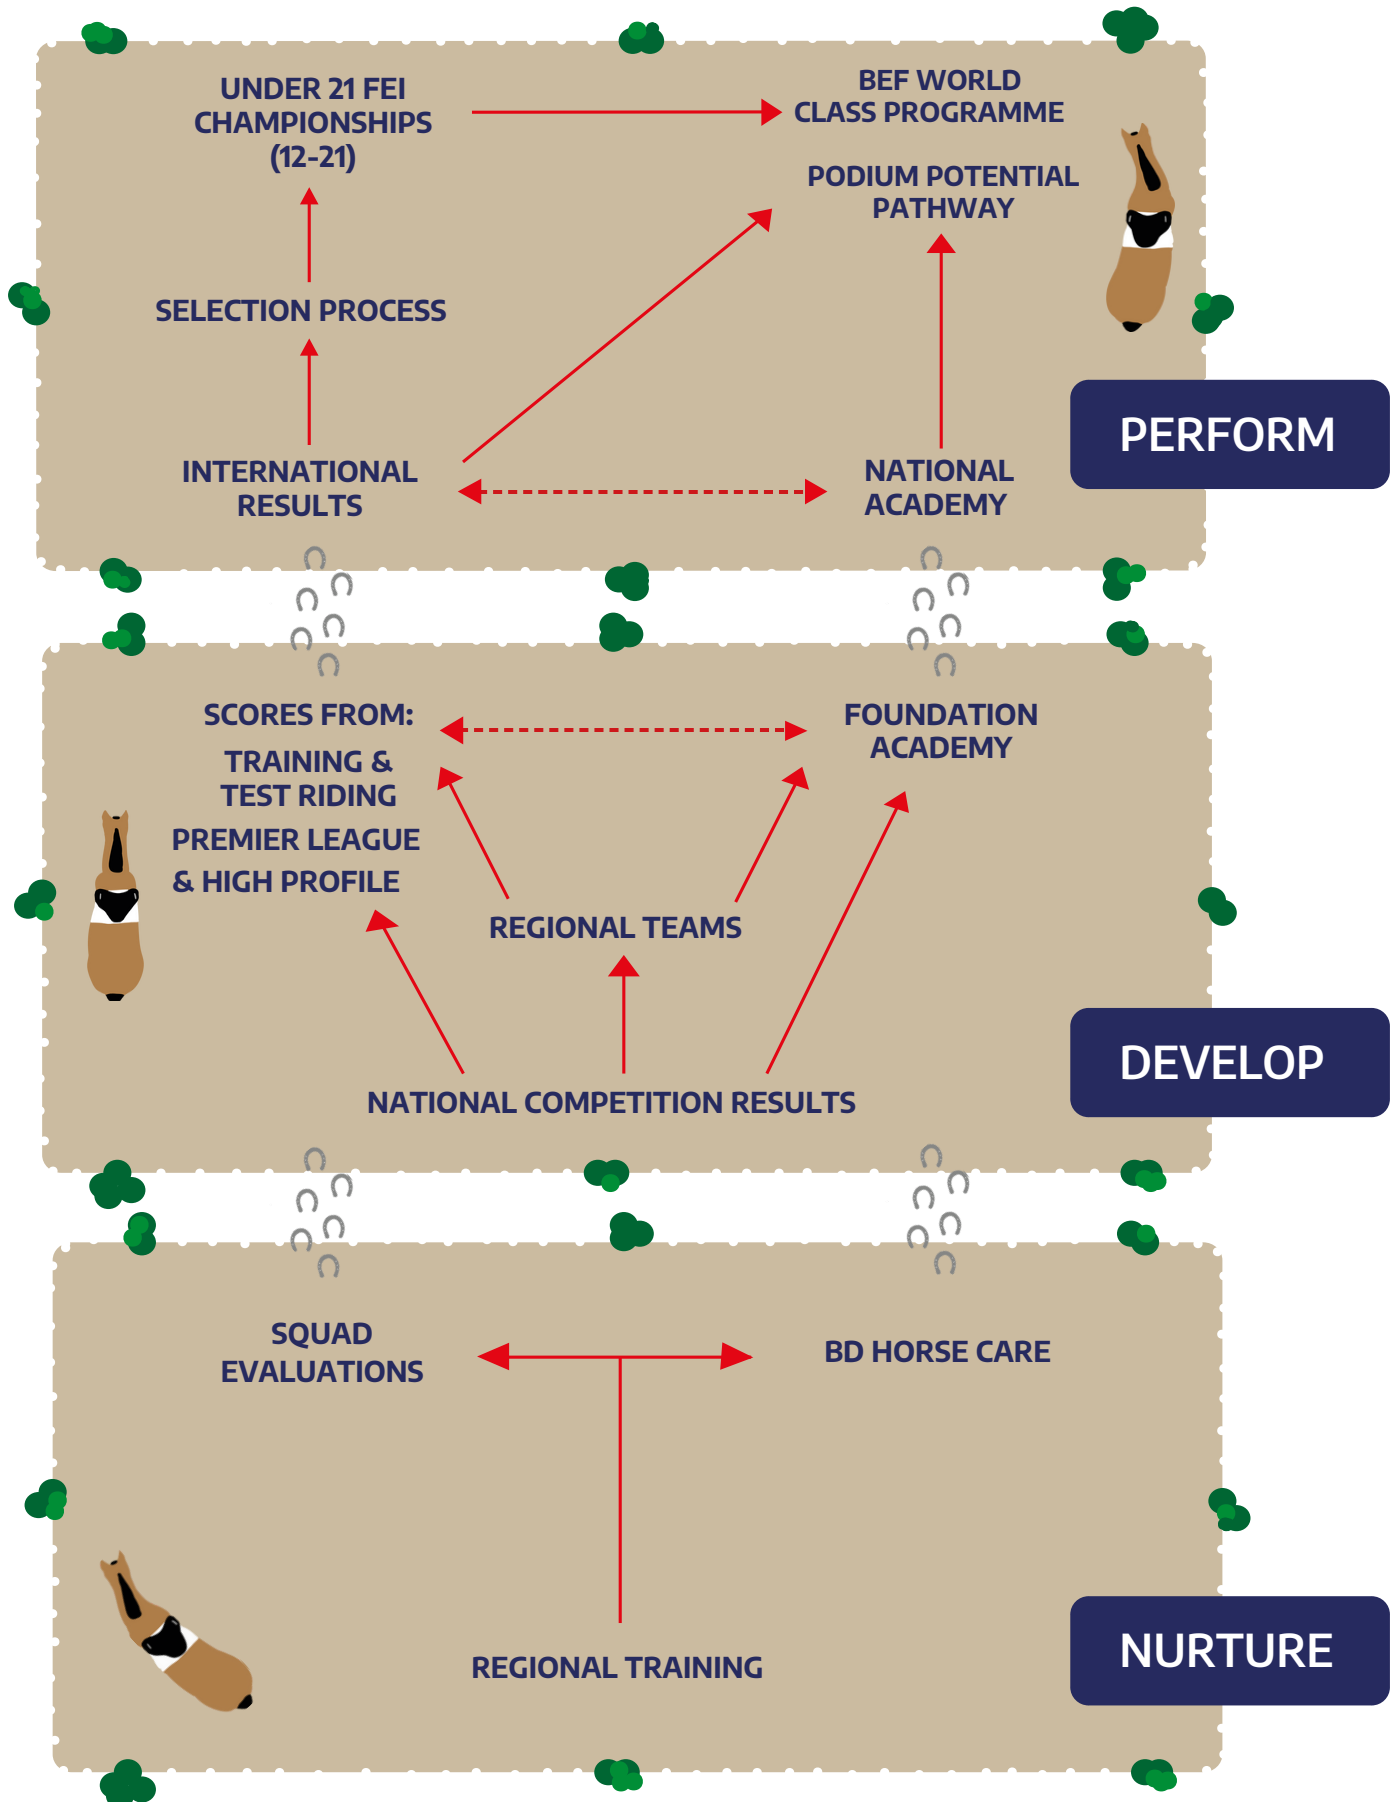 UNDER 21 FEI
CHAMPIONSHIPS
(12-21)
BEF WORLD
CLASS PROGRAMME
PODIUM POTENTIAL
PATHWAY
SELECTION PROCESS
INTERNATIONAL
RESULTS
NATIONAL
ACADEMY
PERFORM
SCORES FROM:
TRAINING &
TEST RIDING
PREMIER LEAGUE
& HIGH PROFILE
FOUNDATION
ACADEMY
REGIONAL TEAMS
NATIONAL COMPETITION RESULTS
DEVELOP
SQUAD
EVALUATIONS
BD HORSE CARE
REGIONAL TRAINING
NURTURE